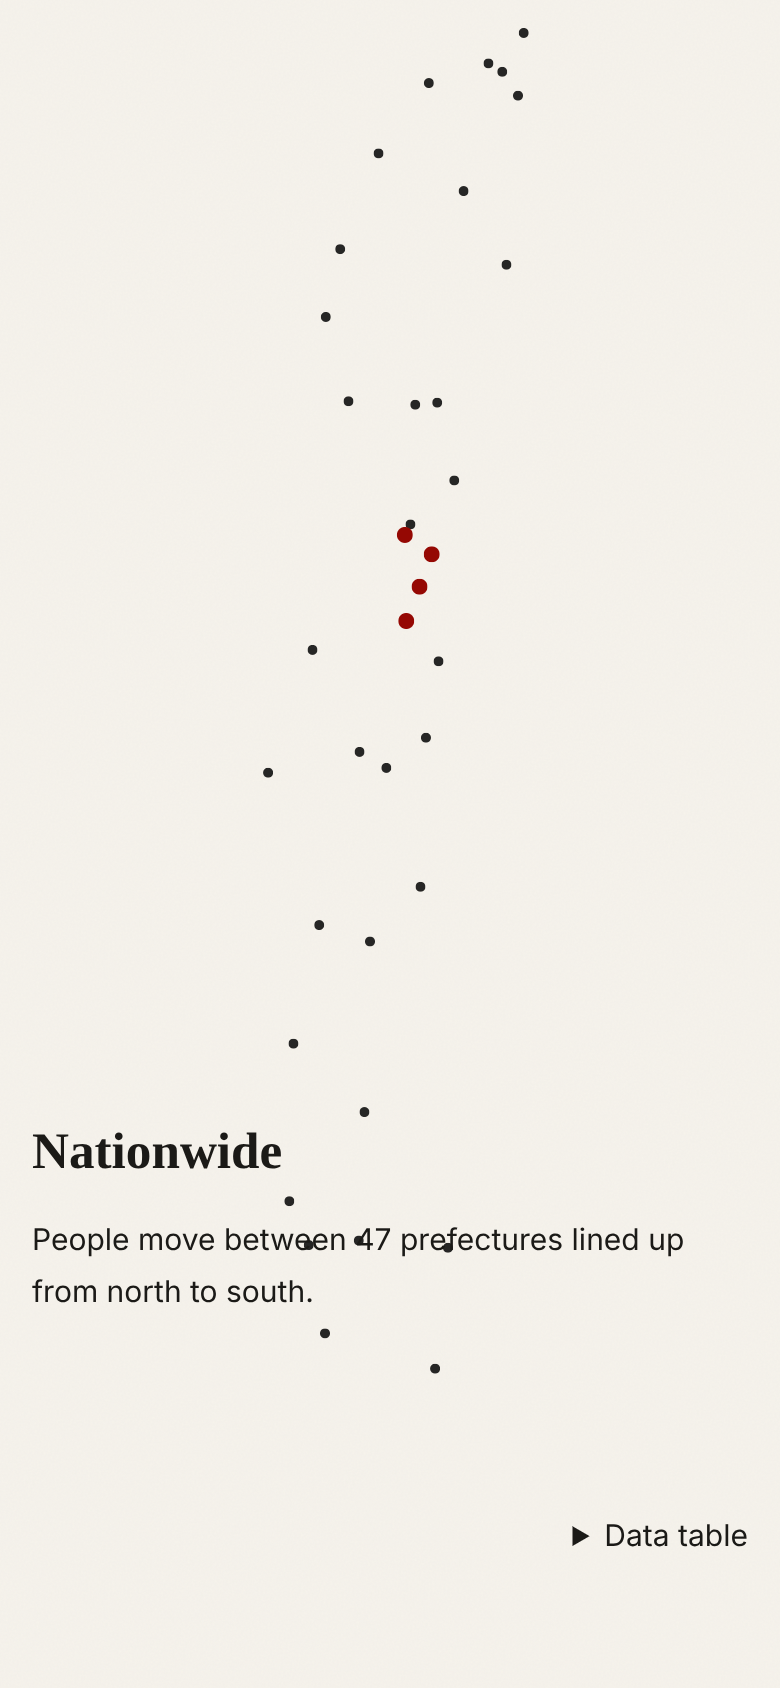 Nationwide
People move between 47 prefectures lined up
from north to south.
▶ Data table